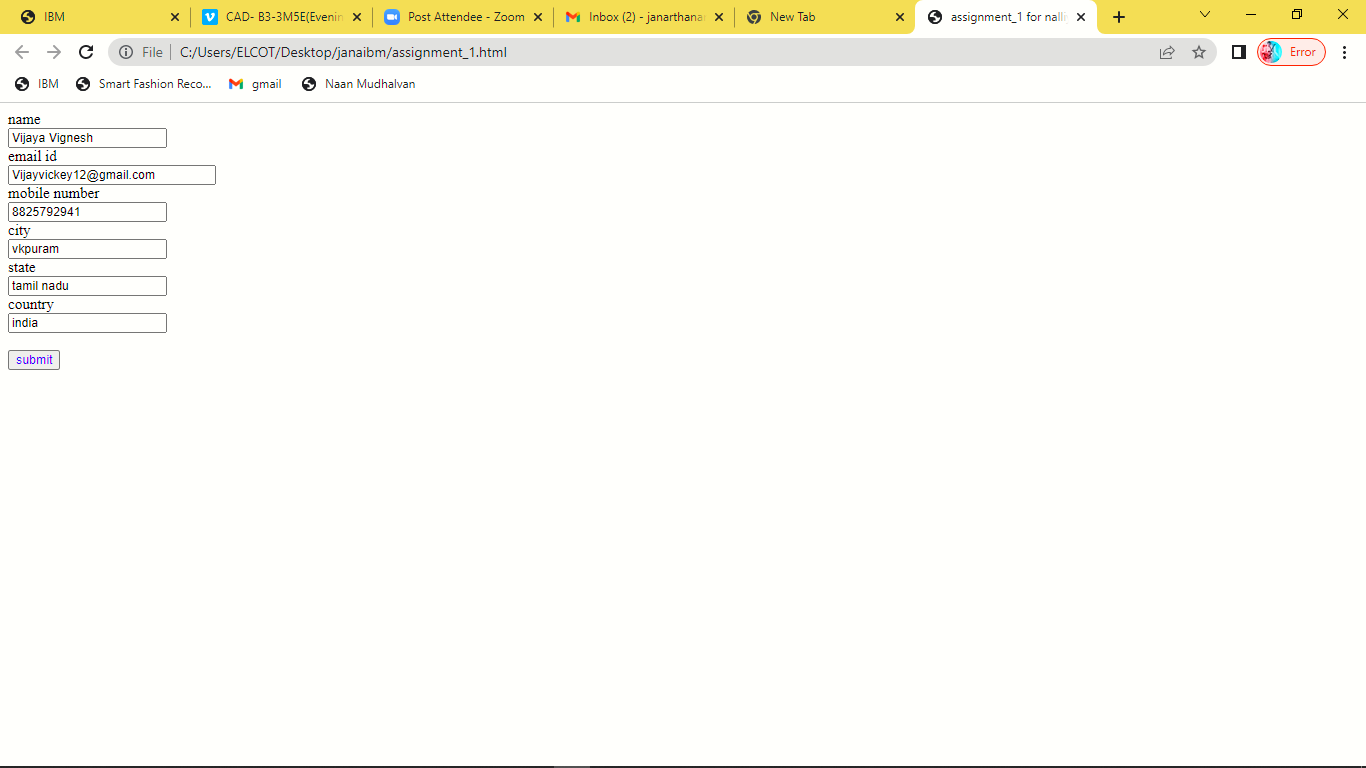 IBM
CAD- B3-3M5E(Evenin
Post Attendee - Zoom
Inbox (2) - janarthanan
New Tab
assignment_1 for nalli
File
C:/Users/ELCOT/Desktop/janaibm/assignment_1.html
Error
IBM
Smart Fashion Reco...
gmail
Naan Mudhalvan
name
Vijaya Vignesh
email id
Vijayvickey12@gmail.com
mobile number
8825792941
city
vkpuram
state
tamil nadu
country
india
submit